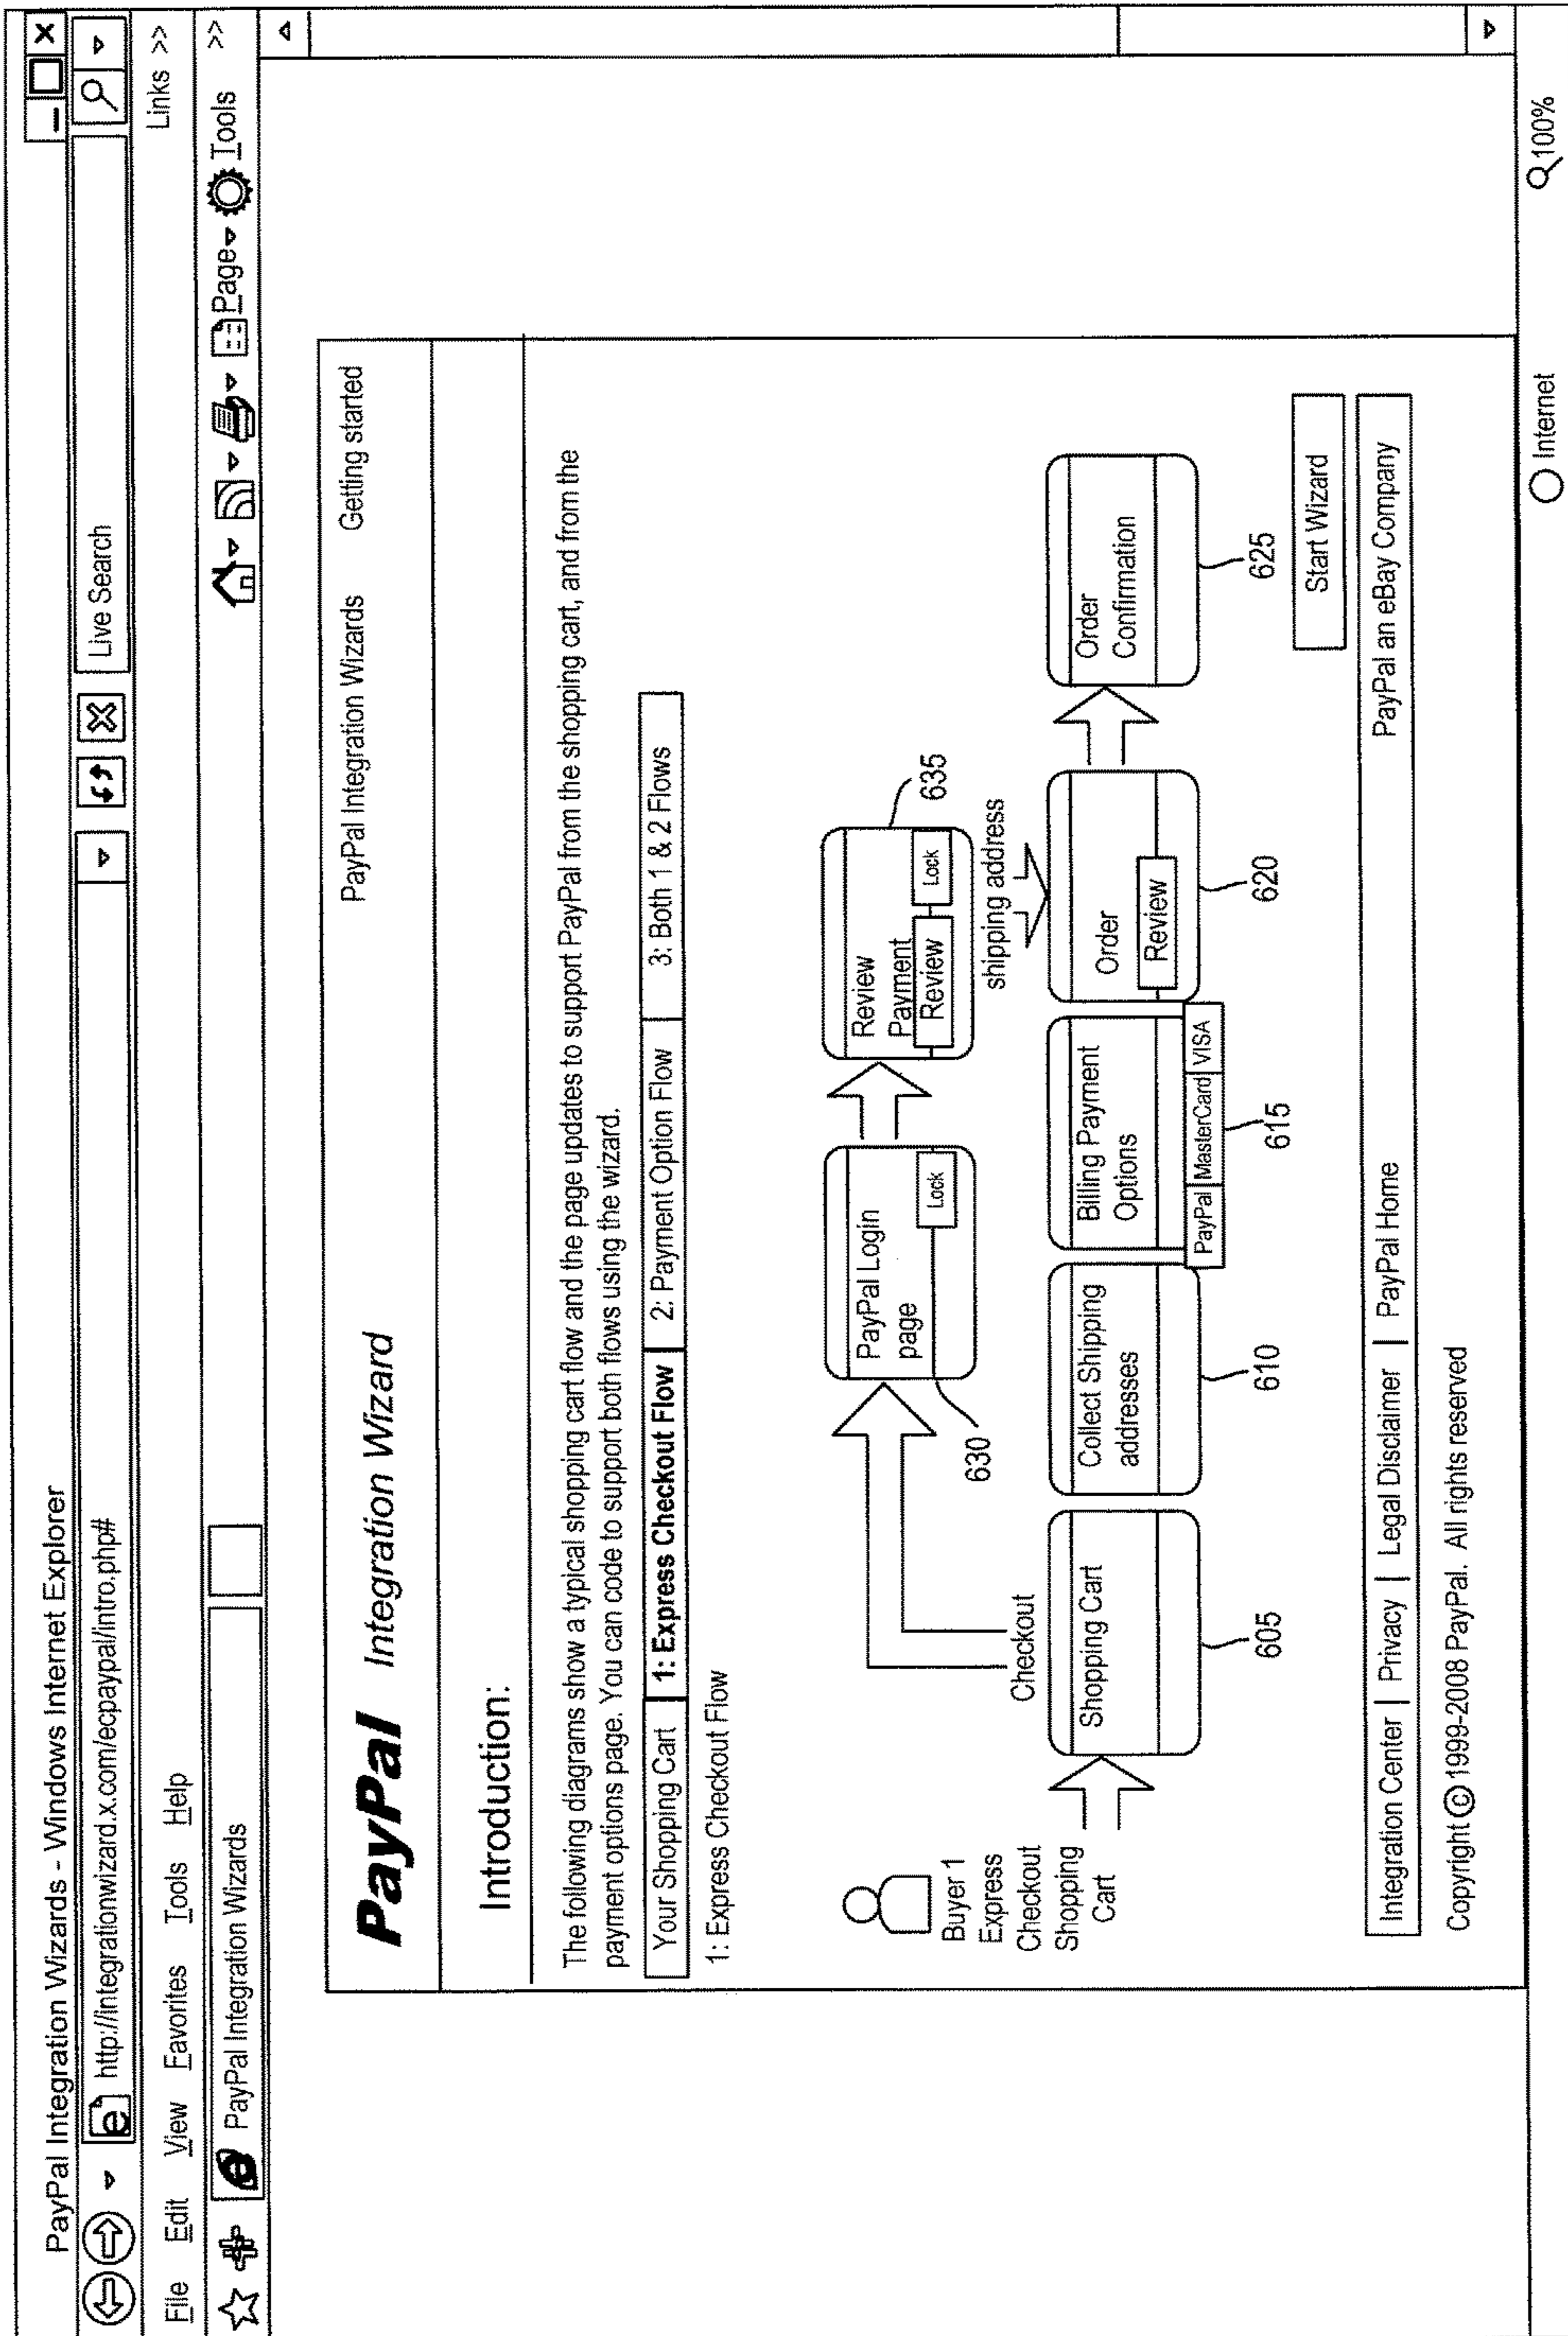 PayPal Integration Wizards - Windows Internet Explorer
http://integrationwizard.x.com/ecpaypal/intro.php#
Live Search
File Edit View Favorites Tools Help
Links >>
PayPal Integration Wizards
Page Tools >>
PayPal Integration Wizard
PayPal Integration Wizards Getting started
Introduction:
The following diagrams show a typical shopping cart flow and the page updates to support PayPal from the shopping cart, and from the
payment options page. You can code to support both flows using the wizard.
Your Shopping Cart 1: Express Checkout Flow 2: Payment Option Flow 3: Both 1 & 2 Flows
1: Express Checkout Flow
Buyer 1
Express
Checkout
Shopping
Cart
PayPal Login
page
Lock
630
Review
Payment
Review
Lock
635
Checkout
shipping address
Shopping Cart
605
Collect Shipping
addresses
610
Billing Payment
Options
PayPal MasterCard VISA
615
Order
Review
620
Order
Confirmation
625
Start Wizard
Integration Center | Privacy | Legal Disclaimer | PayPal Home
PayPal an eBay Company
Copyright © 1999-2008 PayPal. All rights reserved
Internet
100%